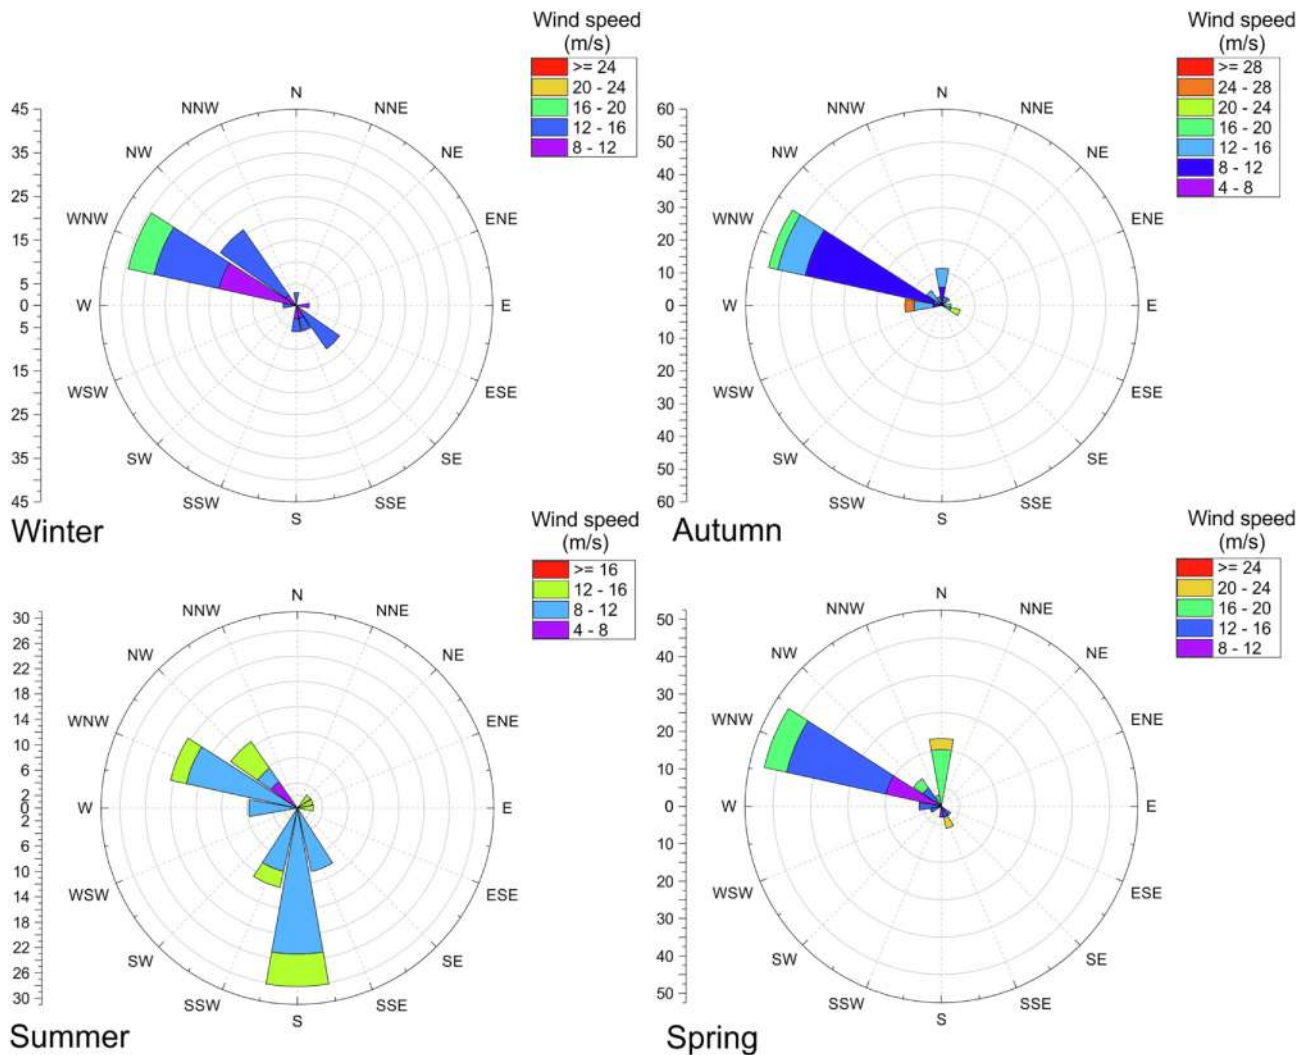 Wind speed
(m/s)
>= 24
20 - 24
16 - 20
12 - 16
8 - 12
N
NNE
NE
ENE
E
ESE
SE
SSE
S
SSW
SW
WSW
W
WNW
NW
NNW
45
35
25
15
5
0
5
15
25
35
45
Winter
Wind speed
(m/s)
>= 28
24 - 28
20 - 24
16 - 20
12 - 16
8 - 12
4 - 8
N
NNE
NE
ENE
E
ESE
SE
SSE
S
SSW
SW
WSW
W
WNW
NW
NNW
60
50
40
30
20
10
0
10
20
30
40
50
60
Autumn
Wind speed
(m/s)
>= 16
12 - 16
8 - 12
4 - 8
N
NNE
NE
ENE
E
ESE
SE
SSE
S
SSW
SW
WSW
W
WNW
NW
NNW
30
26
22
18
14
10
6
2
0
2
6
10
14
18
22
26
30
Summer
Wind speed
(m/s)
>= 24
20 - 24
16 - 20
12 - 16
8 - 12
N
NNE
NE
ENE
E
ESE
SE
SSE
S
SSW
SW
WSW
W
WNW
NW
NNW
50
40
30
20
10
0
10
20
30
40
50
Spring